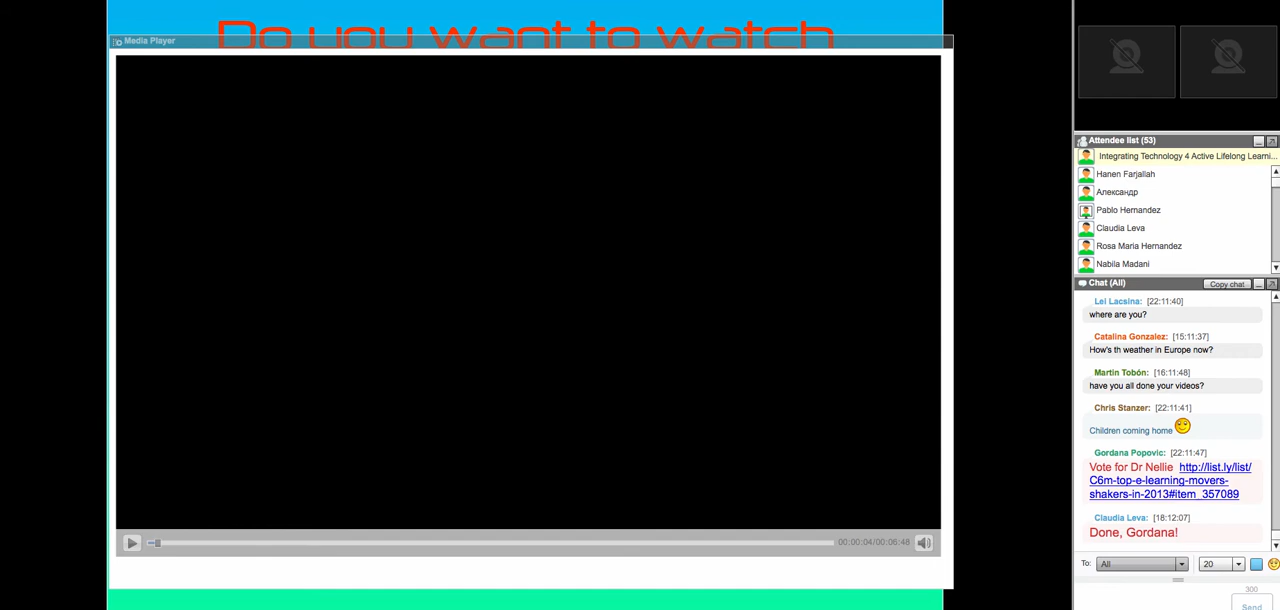 Do you want to watch
Media Player
00:00:04/00:06:48
Attendee list (53)
Integrating Technology 4 Active Lifelong Learni...
Hanen Farjallah
Александр
Pablo Hernandez
Claudia Leva
Rosa Maria Hernandez
Nabila Madani
Chat (All)
Copy chat
Lei Lacsina: [22:11:40]
where are you?
Catalina Gonzalez: [15:11:37]
How's th weather in Europe now?
Martin Tobón: [16:11:48]
have you all done your videos?
Chris Stanzer: [22:11:41]
Children coming home
Gordana Popovic: [22:11:47]
Vote for Dr Nellie http://list.ly/list/
C6m-top-e-learning-movers-
shakers-in-2013#item_357089
Claudia Leva: [18:12:07]
Done, Gordana!
To: All 20
300
Send